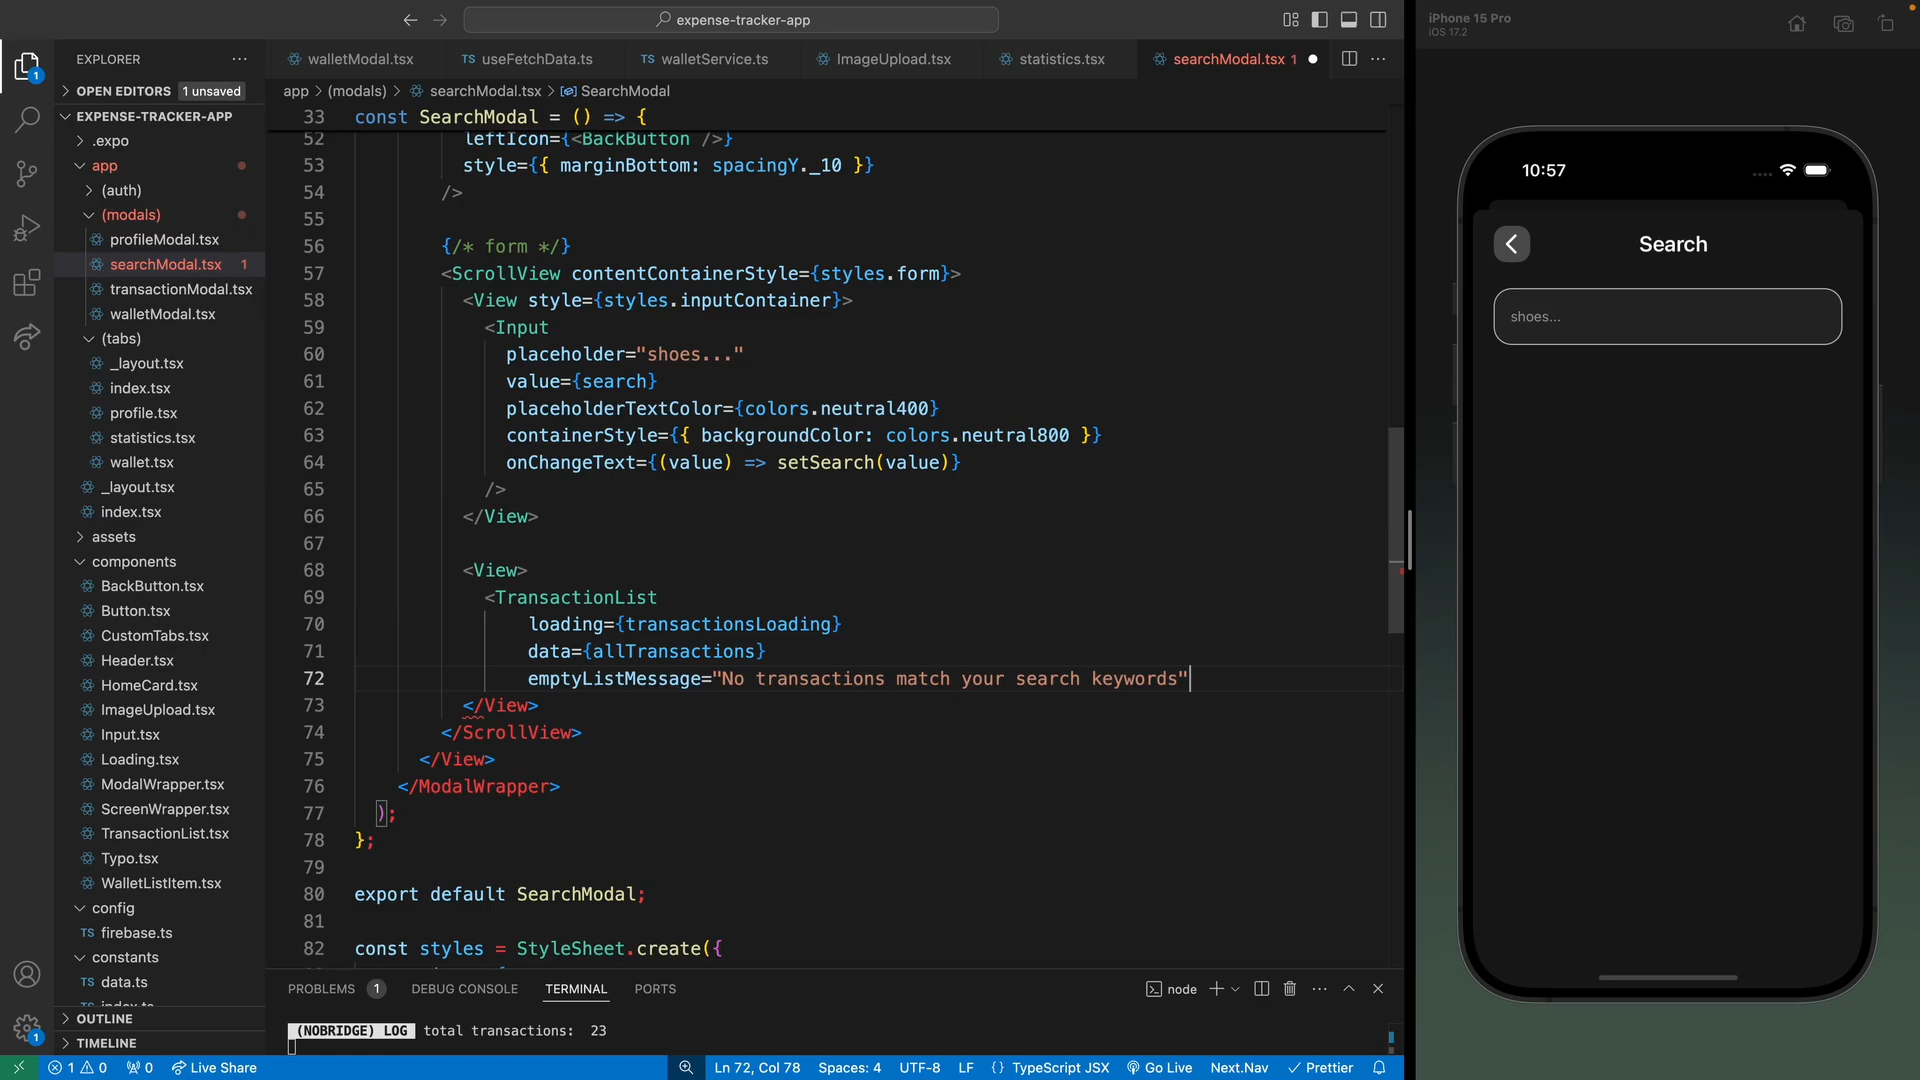 expense-tracker-app
iPhone 15 Pro
iOS 17.2
EXPLORER
OPEN EDITORS 1 unsaved
EXPENSE-TRACKER-APP
.expo
app
(auth)
(modals)
profileModal.tsx
searchModal.tsx 1
transactionModal.tsx
walletModal.tsx
(tabs)
_layout.tsx
index.tsx
profile.tsx
statistics.tsx
wallet.tsx
_layout.tsx
index.tsx
assets
components
BackButton.tsx
Button.tsx
CustomTabs.tsx
Header.tsx
HomeCard.tsx
ImageUpload.tsx
Input.tsx
Loading.tsx
ModalWrapper.tsx
ScreenWrapper.tsx
TransactionList.tsx
Typo.tsx
WalletListItem.tsx
config
TS firebase.ts
constants
TS data.ts
TS index.ts
OUTLINE
TIMELINE
1
1
walletModal.tsx TS useFetchData.ts TS walletService.ts ImageUpload.tsx statistics.tsx searchModal.tsx 1
app > (modals) > searchModal.tsx > SearchModal
33 const SearchModal = () => {
52 leftIcon={<BackButton />}
53 style={{ marginBottom: spacingY._10 }}
54 />
55
56 {/* form */}
57 <ScrollView contentContainerStyle={styles.form}>
58 <View style={styles.inputContainer}>
59 <Input
60 placeholder="shoes..."
61 value={search}
62 placeholderTextColor={colors.neutral400}
63 containerStyle={{ backgroundColor: colors.neutral800 }}
64 onChangeText={(value) => setSearch(value)}
65 />
66 </View>
67
68 <View>
69 <TransactionList
70 loading={transactionsLoading}
71 data={allTransactions}
72 emptyListMessage="No transactions match your search keywords"
73 </View>
74 </ScrollView>
75 </View>
76 </ModalWrapper>
77 );
78 };
79
80 export default SearchModal;
81
82 const styles = StyleSheet.create({
PROBLEMS 1 DEBUG CONSOLE TERMINAL PORTS node
(NOBRIDGE) LOG total transactions: 23
1 0 0 Live Share Ln 72, Col 78 Spaces: 4 UTF-8 LF {} TypeScript JSX Go Live Next.Nav Prettier
10:57
Search
shoes...